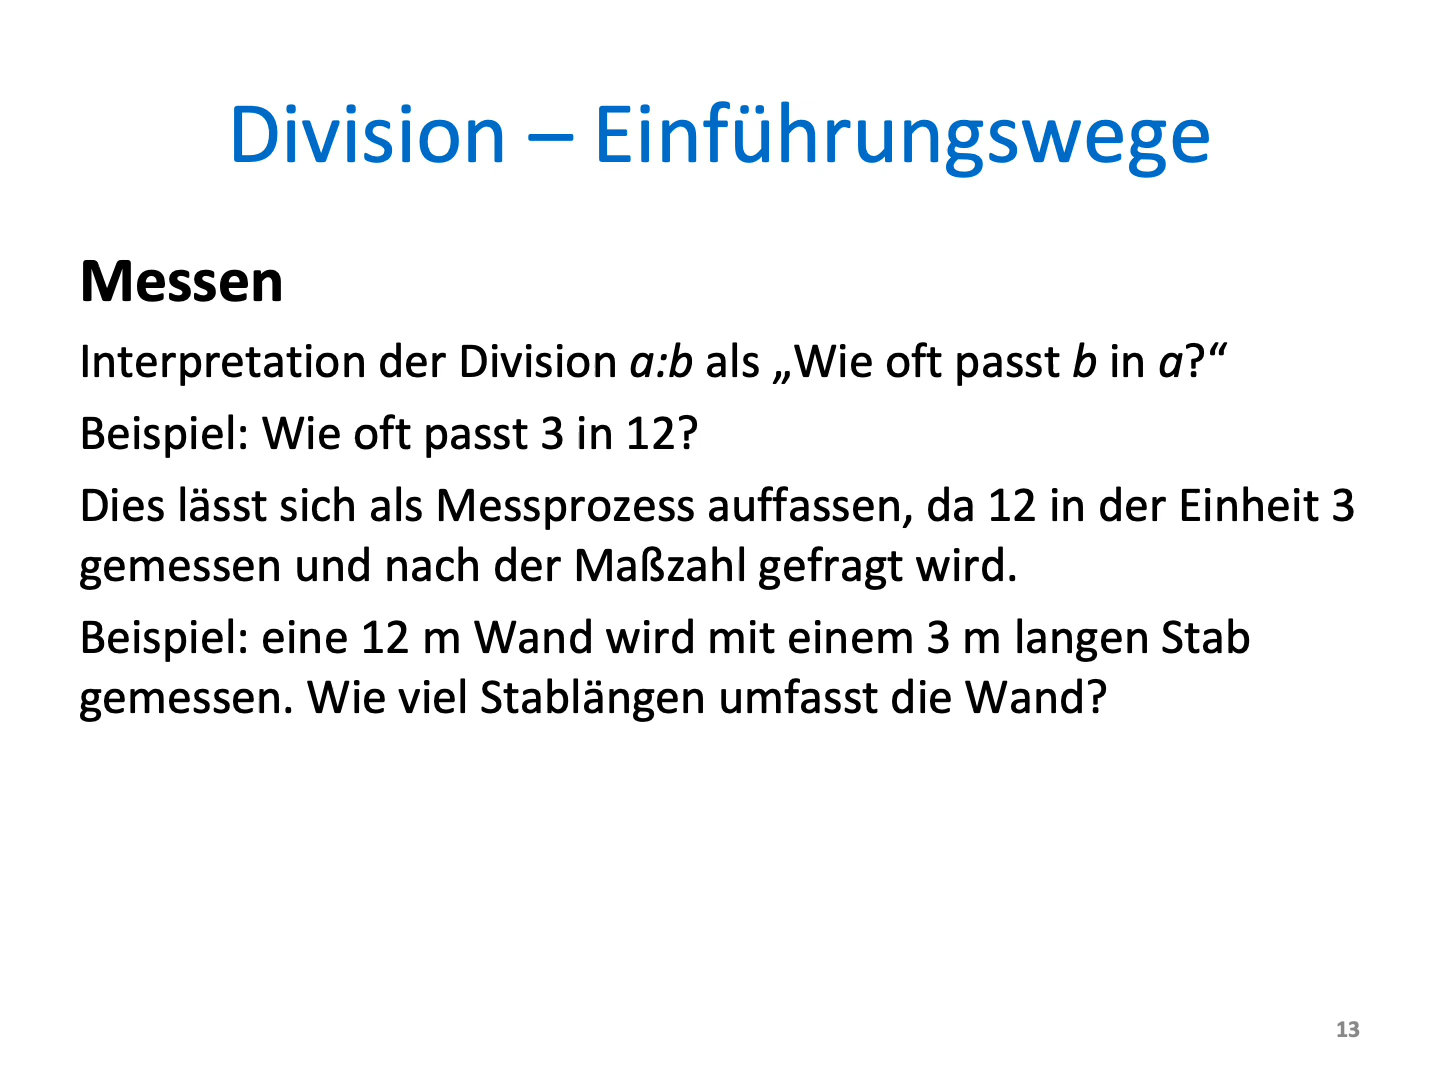 Division – Einführungswege
Messen
Interpretation der Division a:b als „Wie oft passt b in a?“
Beispiel: Wie oft passt 3 in 12?
Dies lässt sich als Messprozess auffassen, da 12 in der Einheit 3
gemessen und nach der Maßzahl gefragt wird.
Beispiel: eine 12 m Wand wird mit einem 3 m langen Stab
gemessen. Wie viel Stablängen umfasst die Wand?
13